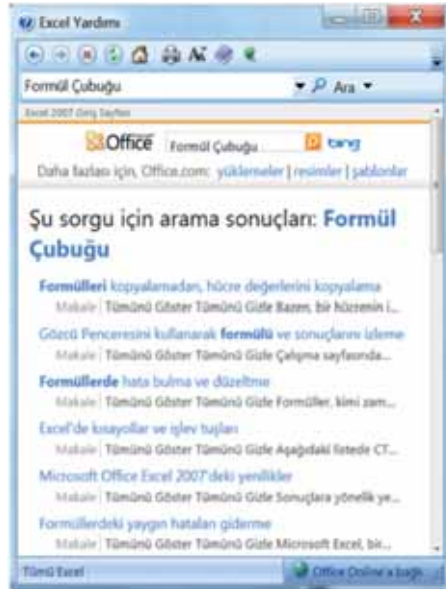 Excel Yardımı
Formül Çubuğu Ara
Excel 2007 Giriş Sayfası
Office Formül Çubuğu bing
Daha fazlası için, Office.com: yüklemeler | resimler | şablonlar
Şu sorgu için arama sonuçları: Formül
Çubuğu
Formülleri kopyalamadan, hücre değerlerini kopyalama
Makale | Tümünü Göster Tümünü Gizle Bazen, bir hücrenin i...
Gözcü Penceresini kullanarak formülü ve sonuçlarını izleme
Makale | Tümünü Göster Tümünü Gizle Çalışma sayfasında...
Formüllerde hata bulma ve düzeltme
Makale | Tümünü Göster Tümünü Gizle Formüller, kimi zam...
Excel'de kısayollar ve işlev tuşları
Makale | Tümünü Göster Tümünü Gizle Aşağıdaki listede CT...
Microsoft Office Excel 2007'deki yenilikler
Makale | Tümünü Göster Tümünü Gizle Sonuçlara yönelik ye...
Formüllerdeki yaygın hataları giderme
Makale | Tümünü Göster Tümünü Gizle Microsoft Excel, bir...
Tümü Excel Office Online'a bağlı